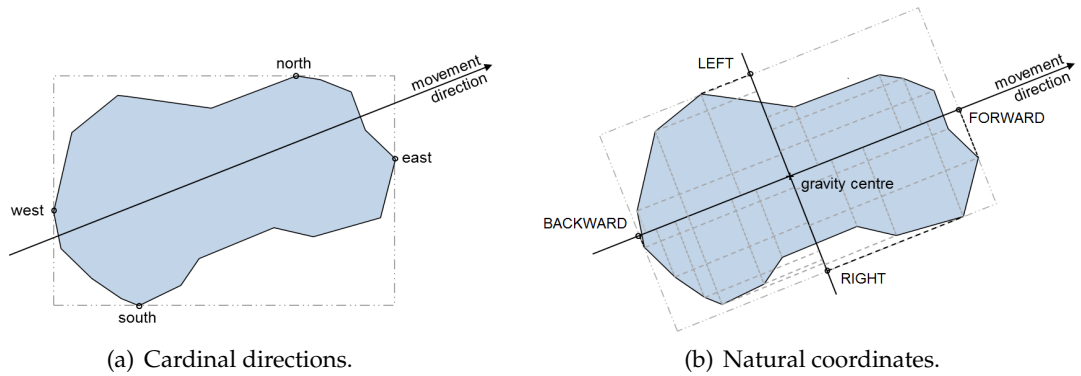 north
movement
direction
east
west
south
(a) Cardinal directions.
LEFT
movement
direction
FORWARD
gravity centre
BACKWARD
RIGHT
(b) Natural coordinates.